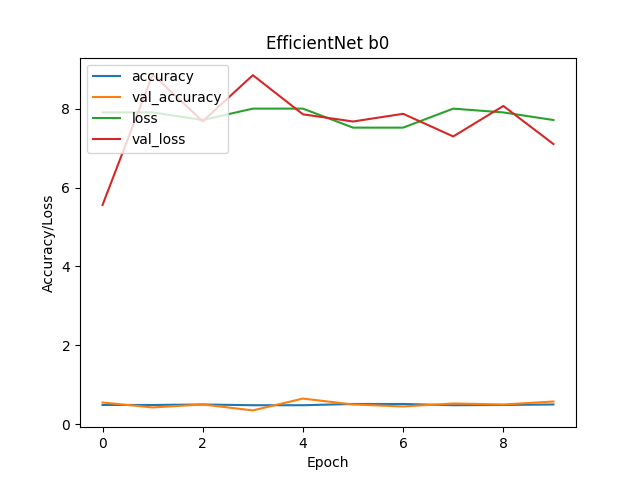 EfficientNet b0
accuracy
val_accuracy
loss
val_loss
8
6
4
2
0
Accuracy/Loss
0 2 4 6 8
Epoch